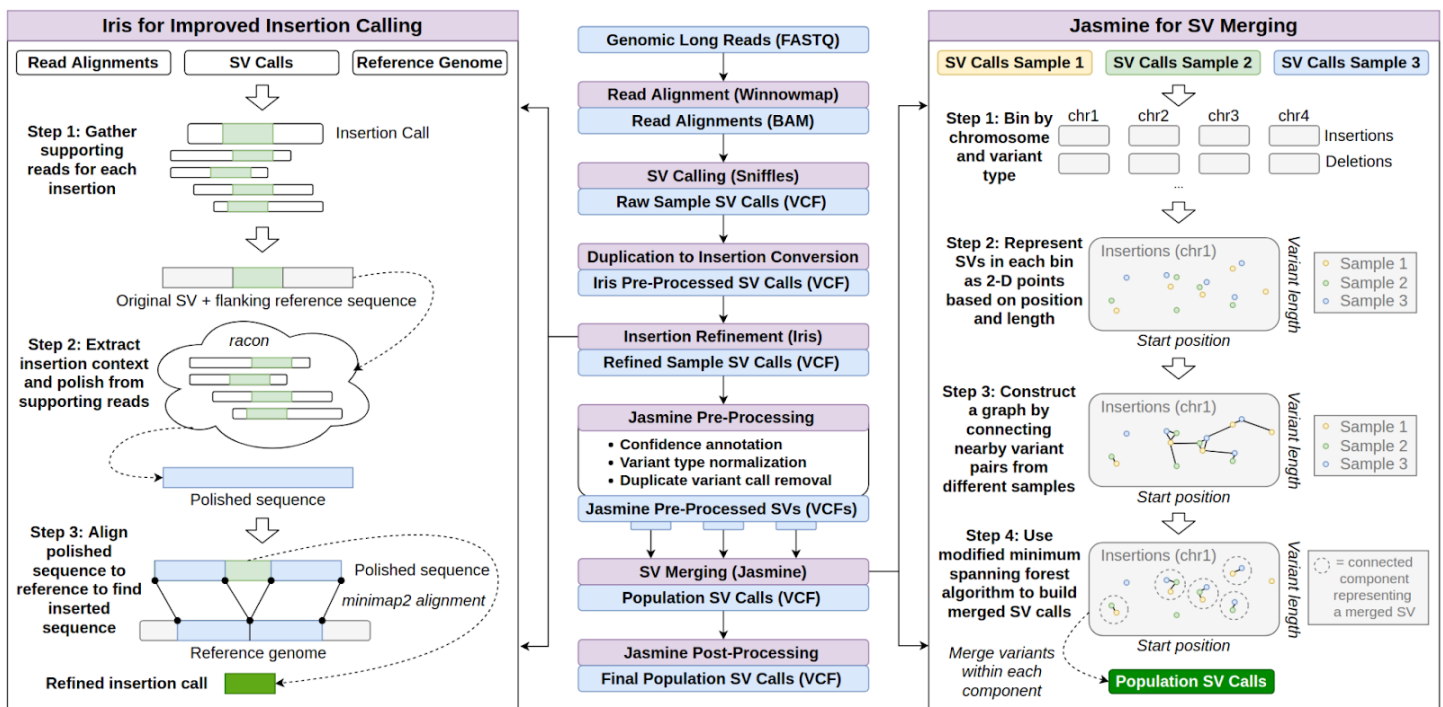 Iris for Improved Insertion Calling
Read Alignments
SV Calls
Reference Genome
Step 1: Gather
supporting
reads for each
insertion
Insertion Call
Original SV + flanking reference sequence
racon
Step 2: Extract
insertion context
and polish from
supporting reads
Polished sequence
Step 3: Align
polished
sequence to
reference to find
inserted
sequence
Polished sequence
minimap2 alignment
Reference genome
Refined insertion call
Genomic Long Reads (FASTQ)
Read Alignment (Winnowmap)
Read Alignments (BAM)
SV Calling (Sniffles)
Raw Sample SV Calls (VCF)
Duplication to Insertion Conversion
Iris Pre-Processed SV Calls (VCF)
Insertion Refinement (Iris)
Refined Sample SV Calls (VCF)
Jasmine Pre-Processing
• Confidence annotation
• Variant type normalization
• Duplicate variant call removal
Jasmine Pre-Processed SVs (VCFs)
SV Merging (Jasmine)
Population SV Calls (VCF)
Jasmine Post-Processing
Final Population SV Calls (VCF)
Jasmine for SV Merging
SV Calls Sample 1
SV Calls Sample 2
SV Calls Sample 3
Step 1: Bin by
chromosome
and variant
type
chr1
chr2
chr3
chr4
Insertions
Deletions
...
Step 2: Represent
SVs in each bin
as 2-D points
based on position
and length
Insertions (chr1)
Variant length
Start position
Sample 1
Sample 2
Sample 3
Step 3: Construct
a graph by
connecting
nearby variant
pairs from
different samples
Insertions (chr1)
Variant length
Start position
Sample 1
Sample 2
Sample 3
Step 4: Use
modified minimum
spanning forest
algorithm to build
merged SV calls
Insertions (chr1)
Variant length
Start position
= connected
component
representing
a merged SV
Merge variants
within each
component
Population SV Calls